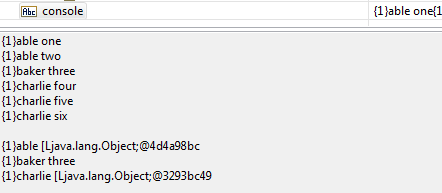 Abc console {1}able one{
{1}able one
{1}able two
{1}baker three
{1}charlie four
{1}charlie five
{1}charlie six

{1}able [Ljava.lang.Object;@4d4a98bc
{1}baker three
{1}charlie [Ljava.lang.Object;@3293bc49